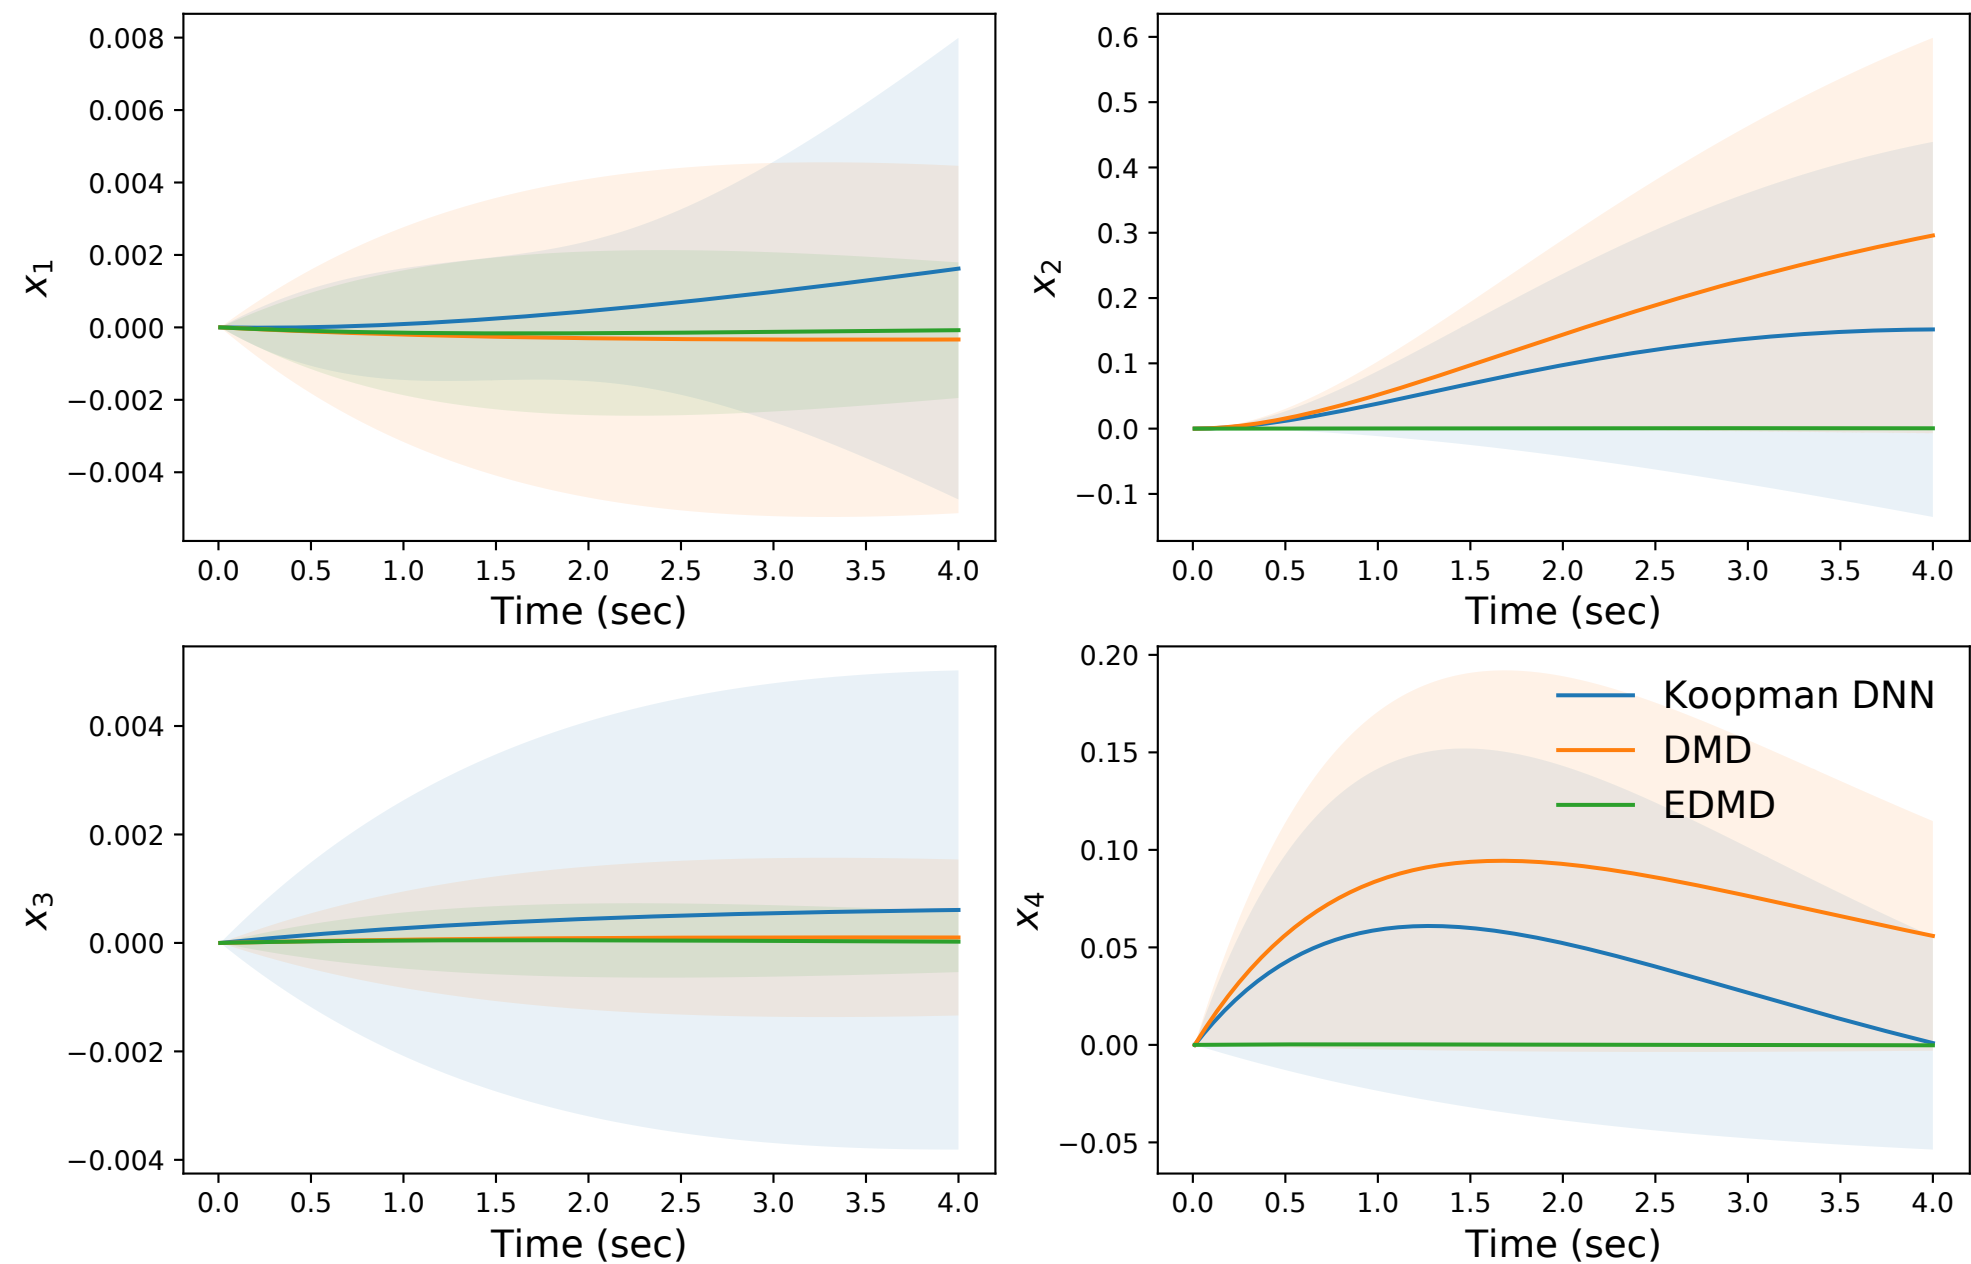 0.008
0.006
0.004
0.002
0.000
−0.002
−0.004
x1
0.0 0.5 1.0 1.5 2.0 2.5 3.0 3.5 4.0
Time (sec)
0.6
0.5
0.4
0.3
0.2
0.1
0.0
−0.1
x2
0.0 0.5 1.0 1.5 2.0 2.5 3.0 3.5 4.0
Time (sec)
0.004
0.002
0.000
−0.002
−0.004
x3
0.0 0.5 1.0 1.5 2.0 2.5 3.0 3.5 4.0
Time (sec)
0.20
0.15
0.10
0.05
0.00
−0.05
x4
Koopman DNN
DMD
EDMD
0.0 0.5 1.0 1.5 2.0 2.5 3.0 3.5 4.0
Time (sec)